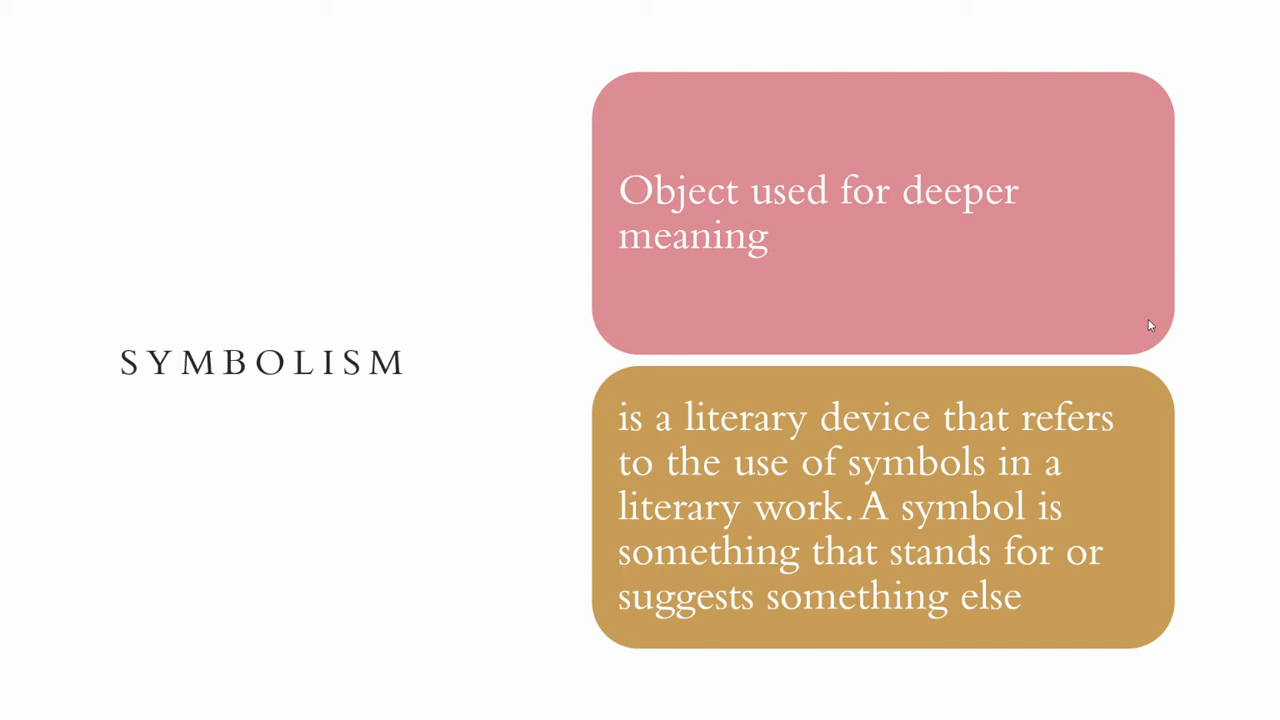 SYMBOLISM
Object used for deeper
meaning
is a literary device that refers
to the use of symbols in a
literary work. A symbol is
something that stands for or
suggests something else